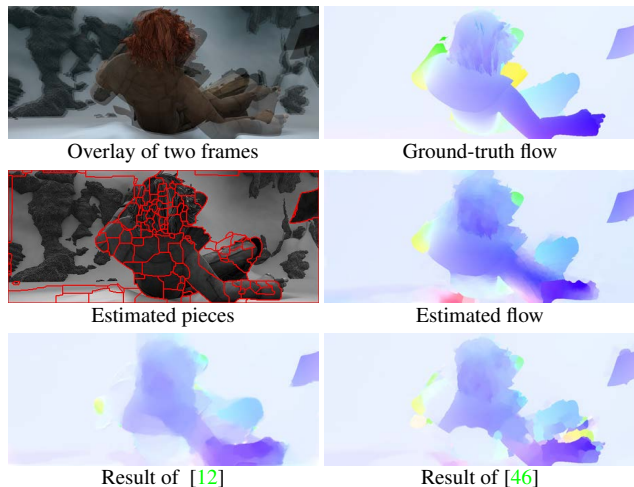 Overlay of two frames
Ground-truth flow
Estimated pieces
Estimated flow
Result of [12]
Result of [46]